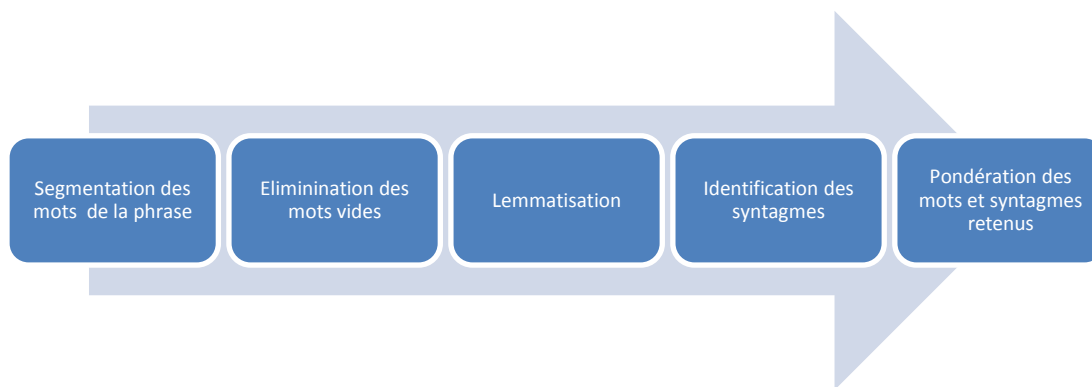 Segmentation des
mots  de la phrase
Eliminination des
mots vides
Lemmatisation
Identification des
syntagmes
Pondération des
mots et syntagmes
retenus